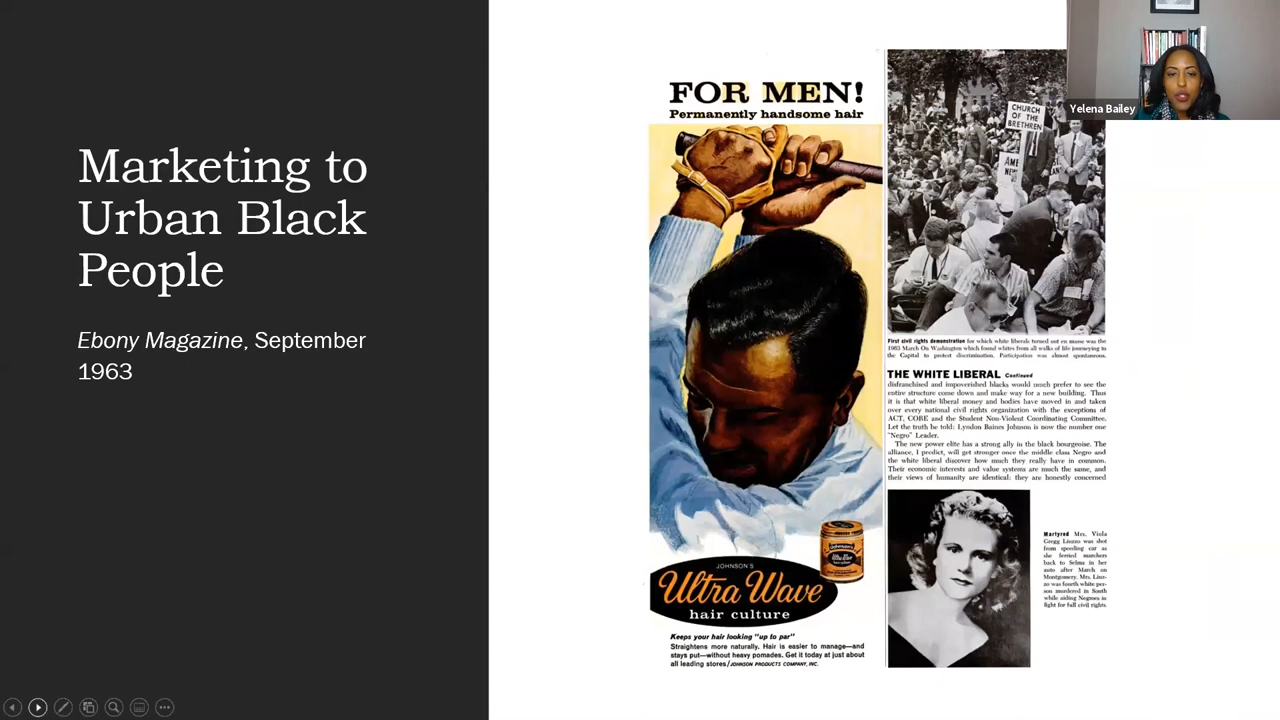 Marketing to
Urban Black
People
Ebony Magazine, September
1963
FOR MEN!
Permanently handsome hair
JOHNSON'S
Ultra Wave
hair culture
Keeps your hair looking "up to par"
Straightens more naturally. Hair is easier to manage—and
stays put—without heavy pomades. Get it today at just about
all leading stores/JOHNSON PRODUCTS COMPANY, INC.
CHURCH
OF THE
BRETHREN
First civil rights demonstration for which white liberals turned out en masse was the
1963 March On Washington which found whites from all walks of life journeying to
the Capital to protect discrimination. Participation was almost spontaneous.
THE WHITE LIBERAL Continued
disfranchised and impoverished blacks would much prefer to see the
entire structure come down and make way for a new building. Thus
it is that white liberal money and bodies have moved in and taken
over every national civil rights organization with the exceptions of
ACT, CORE and the Student Non-Violent Coordinating Committee.
Let the truth be told: Lyndon Baines Johnson is now the number one
"Negro" Leader.
The new power elite has a strong ally in the black bourgeoise. The
alliance, I predict, will get stronger once the middle class Negro and
the white liberal discover how much they really have in common.
Their economic interests and value systems are much the same, and
their views of humanity are identical: they are honestly concerned
Martyred Mrs. Viola
Gregg Liuzzo was shot
from speeding car as
she ferried marchers
back to Selma in her
auto after March on
Montgomery. Mrs. Liuz-
zo was fourth white per-
son murdered in South
while aiding Negroes in
fight for full civil rights.
Yelena Bailey